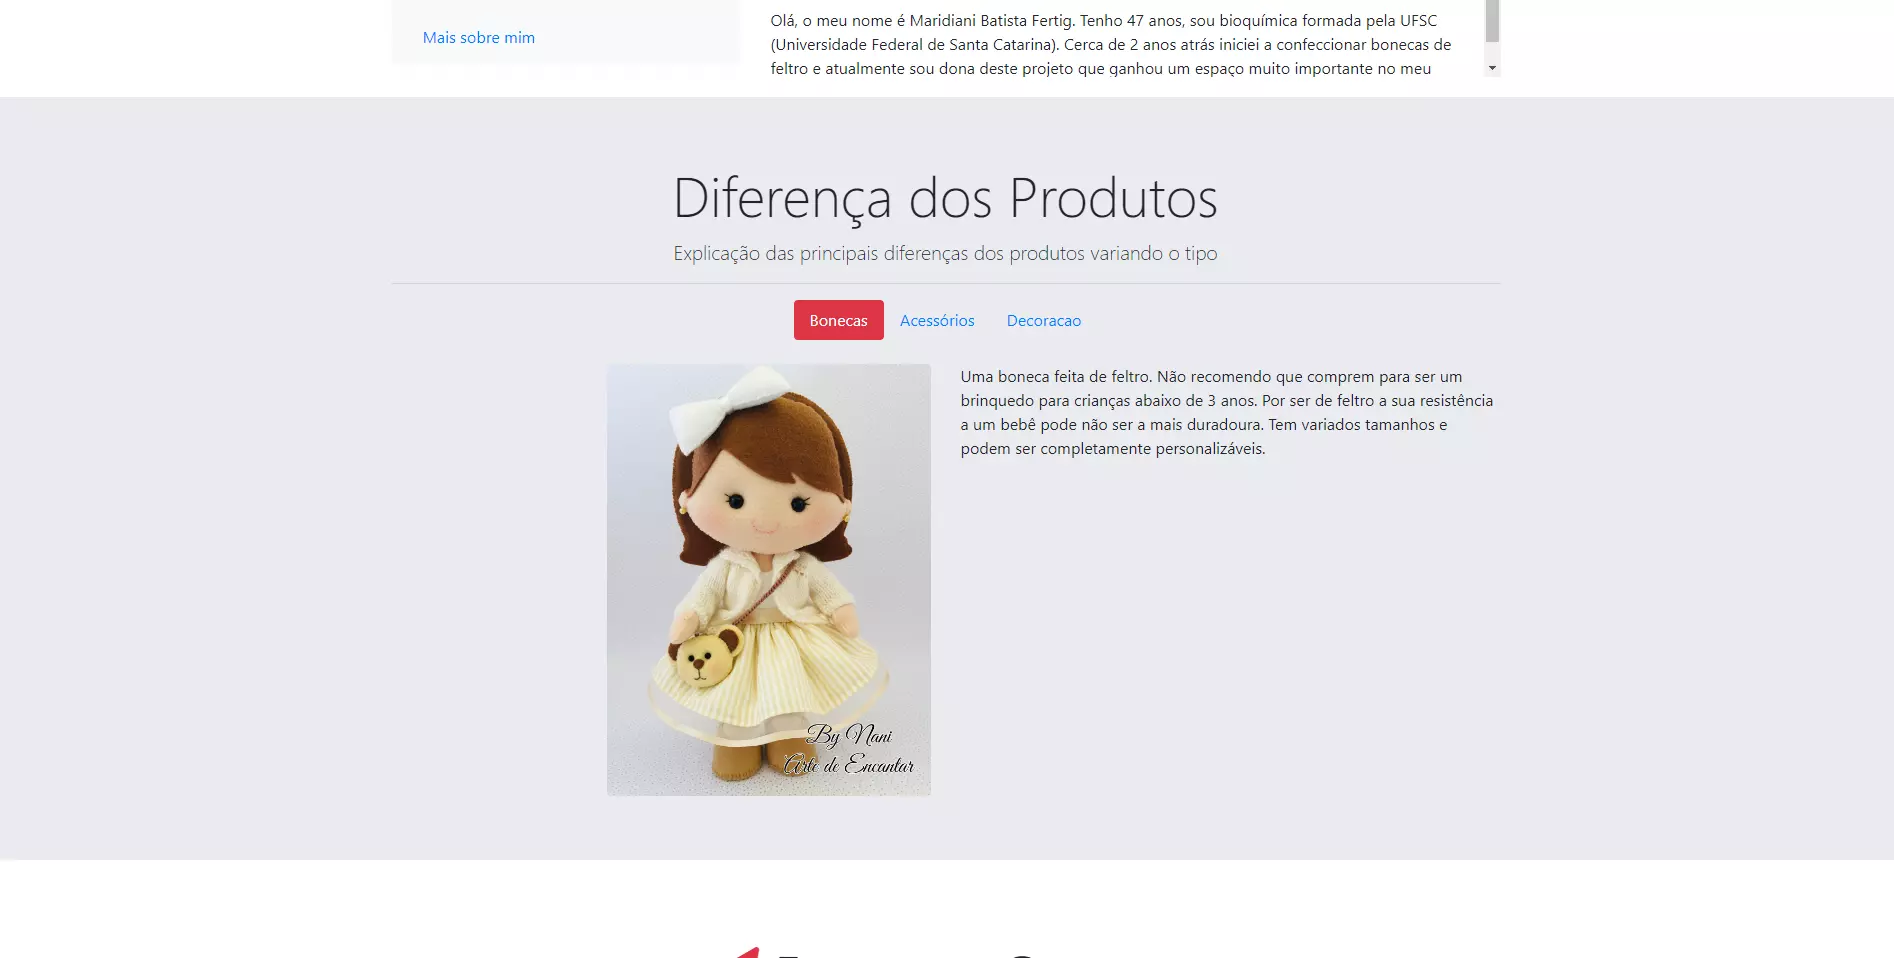 Mais sobre mim
Olá, o meu nome é Maridiani Batista Fertig. Tenho 47 anos, sou bioquímica formada pela UFSC
(Universidade Federal de Santa Catarina). Cerca de 2 anos atrás iniciei a confeccionar bonecas de
feltro e atualmente sou dona deste projeto que ganhou um espaço muito importante no meu
Diferença dos Produtos
Explicação das principais diferenças dos produtos variando o tipo
Bonecas
Acessórios
Decoracao
Uma boneca feita de feltro. Não recomendo que comprem para ser um
brinquedo para crianças abaixo de 3 anos. Por ser de feltro a sua resistência
a um bebê pode não ser a mais duradoura. Tem variados tamanhos e
podem ser completamente personalizáveis.
By Nani
Arte de Encantar